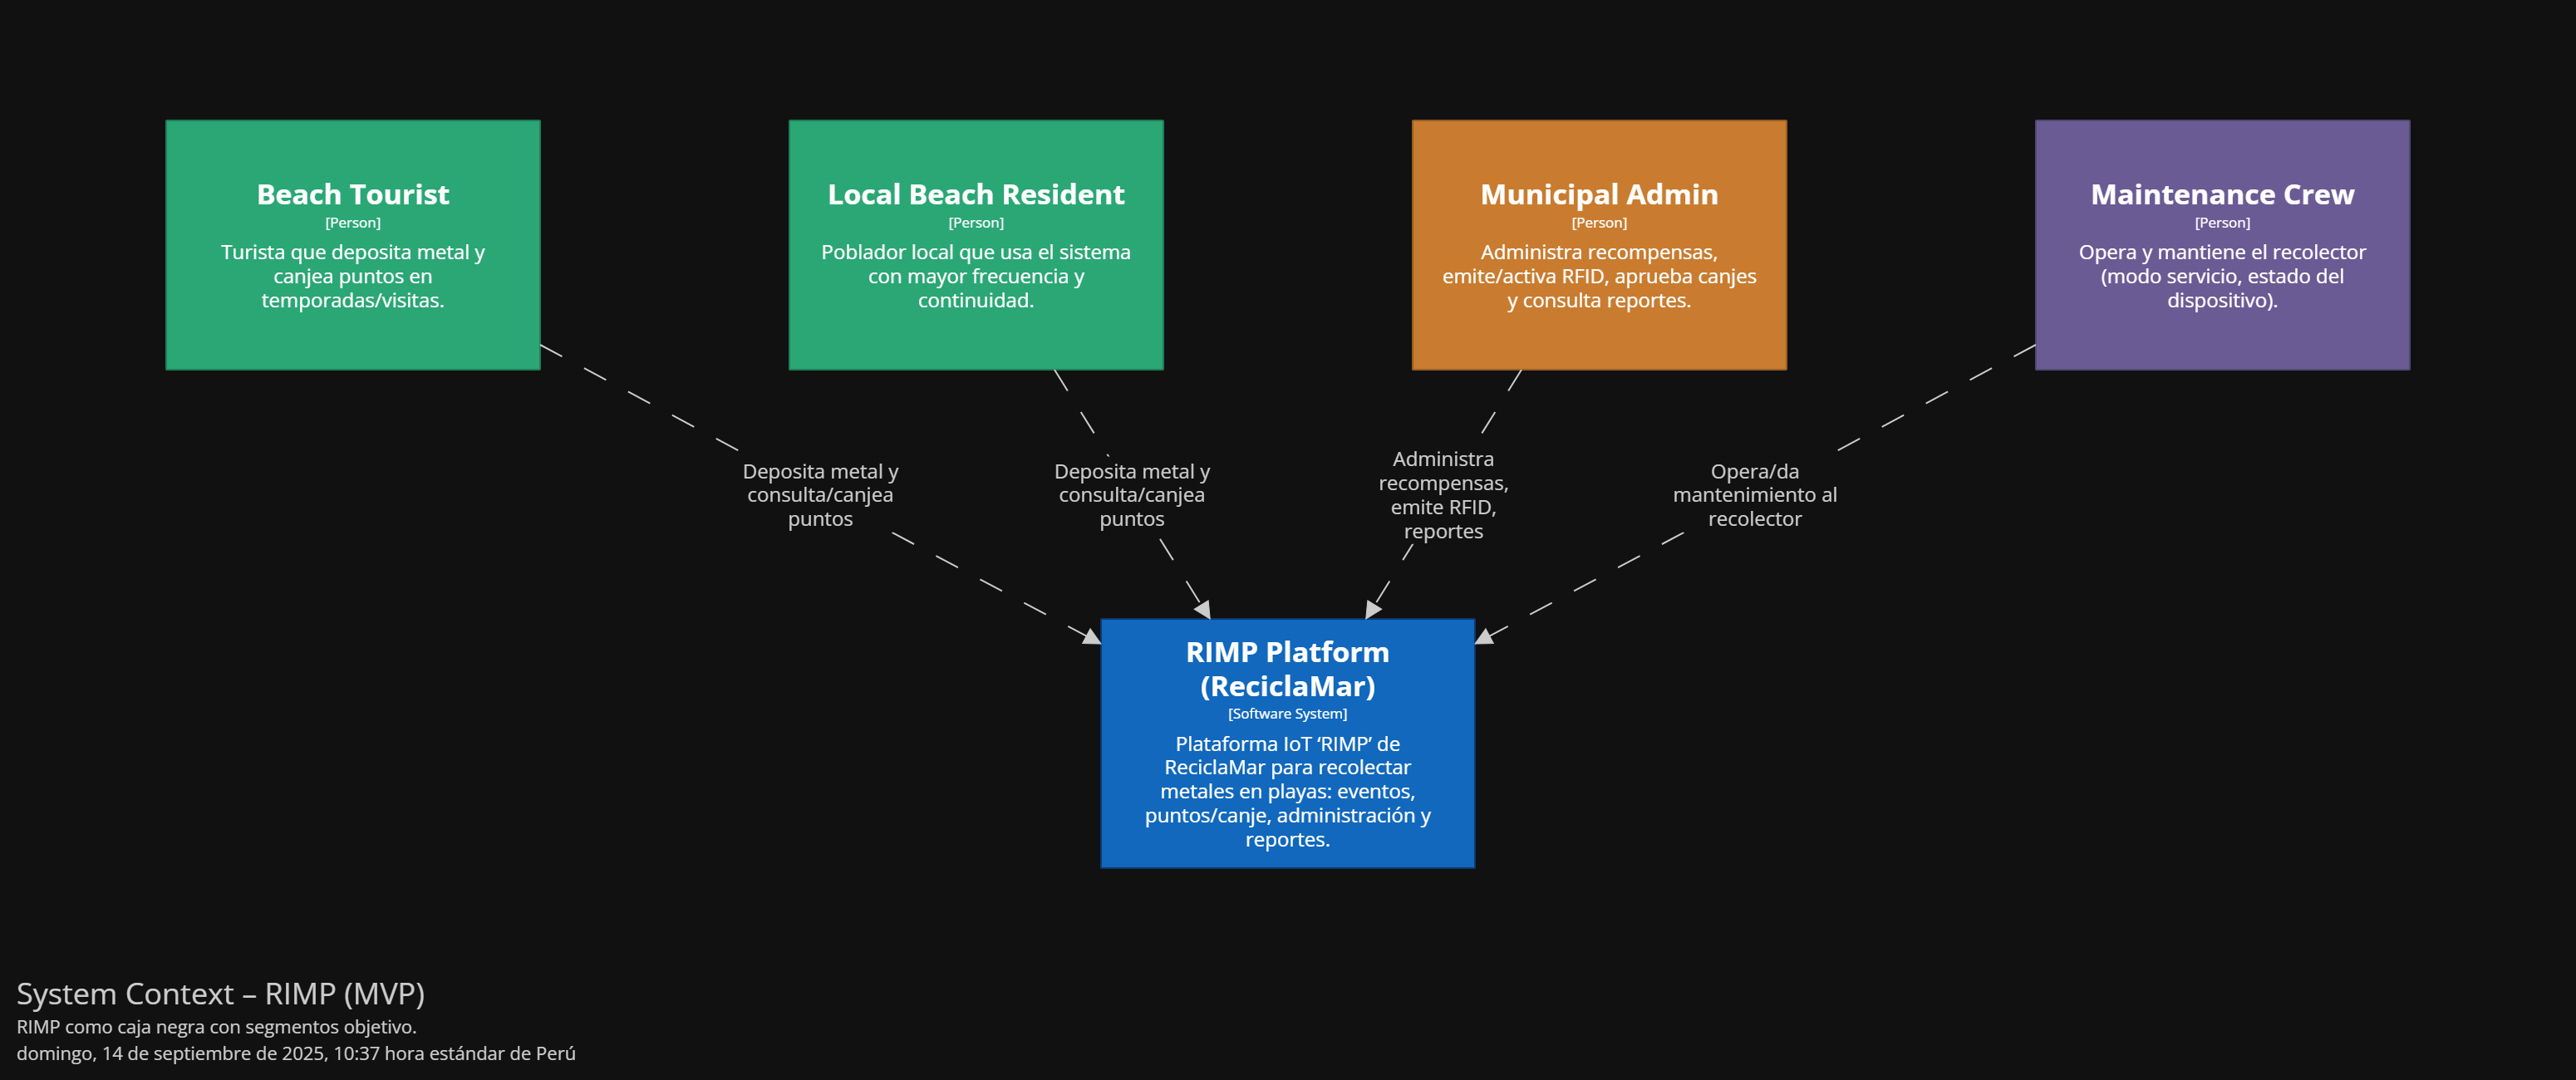 Beach Tourist
[Person]
Turista que deposita metal y
canjea puntos en
temporadas/visitas.
Local Beach Resident
[Person]
Poblador local que usa el sistema
con mayor frecuencia y
continuidad.
Municipal Admin
[Person]
Administra recompensas,
emite/activa RFID, aprueba canjes
y consulta reportes.
Maintenance Crew
[Person]
Opera y mantiene el recolector
(modo servicio, estado del
dispositivo).
Deposita metal y
consulta/canjea
puntos
Deposita metal y
consulta/canjea
puntos
Administra
recompensas,
emite RFID,
reportes
Opera/da
mantenimiento al
recolector
RIMP Platform
(ReciclaMar)
[Software System]
Plataforma IoT ‘RIMP’ de
ReciclaMar para recolectar
metales en playas: eventos,
puntos/canje, administración y
reportes.
System Context – RIMP (MVP)
RIMP como caja negra con segmentos objetivo.
domingo, 14 de septiembre de 2025, 10:37 hora estándar de Perú